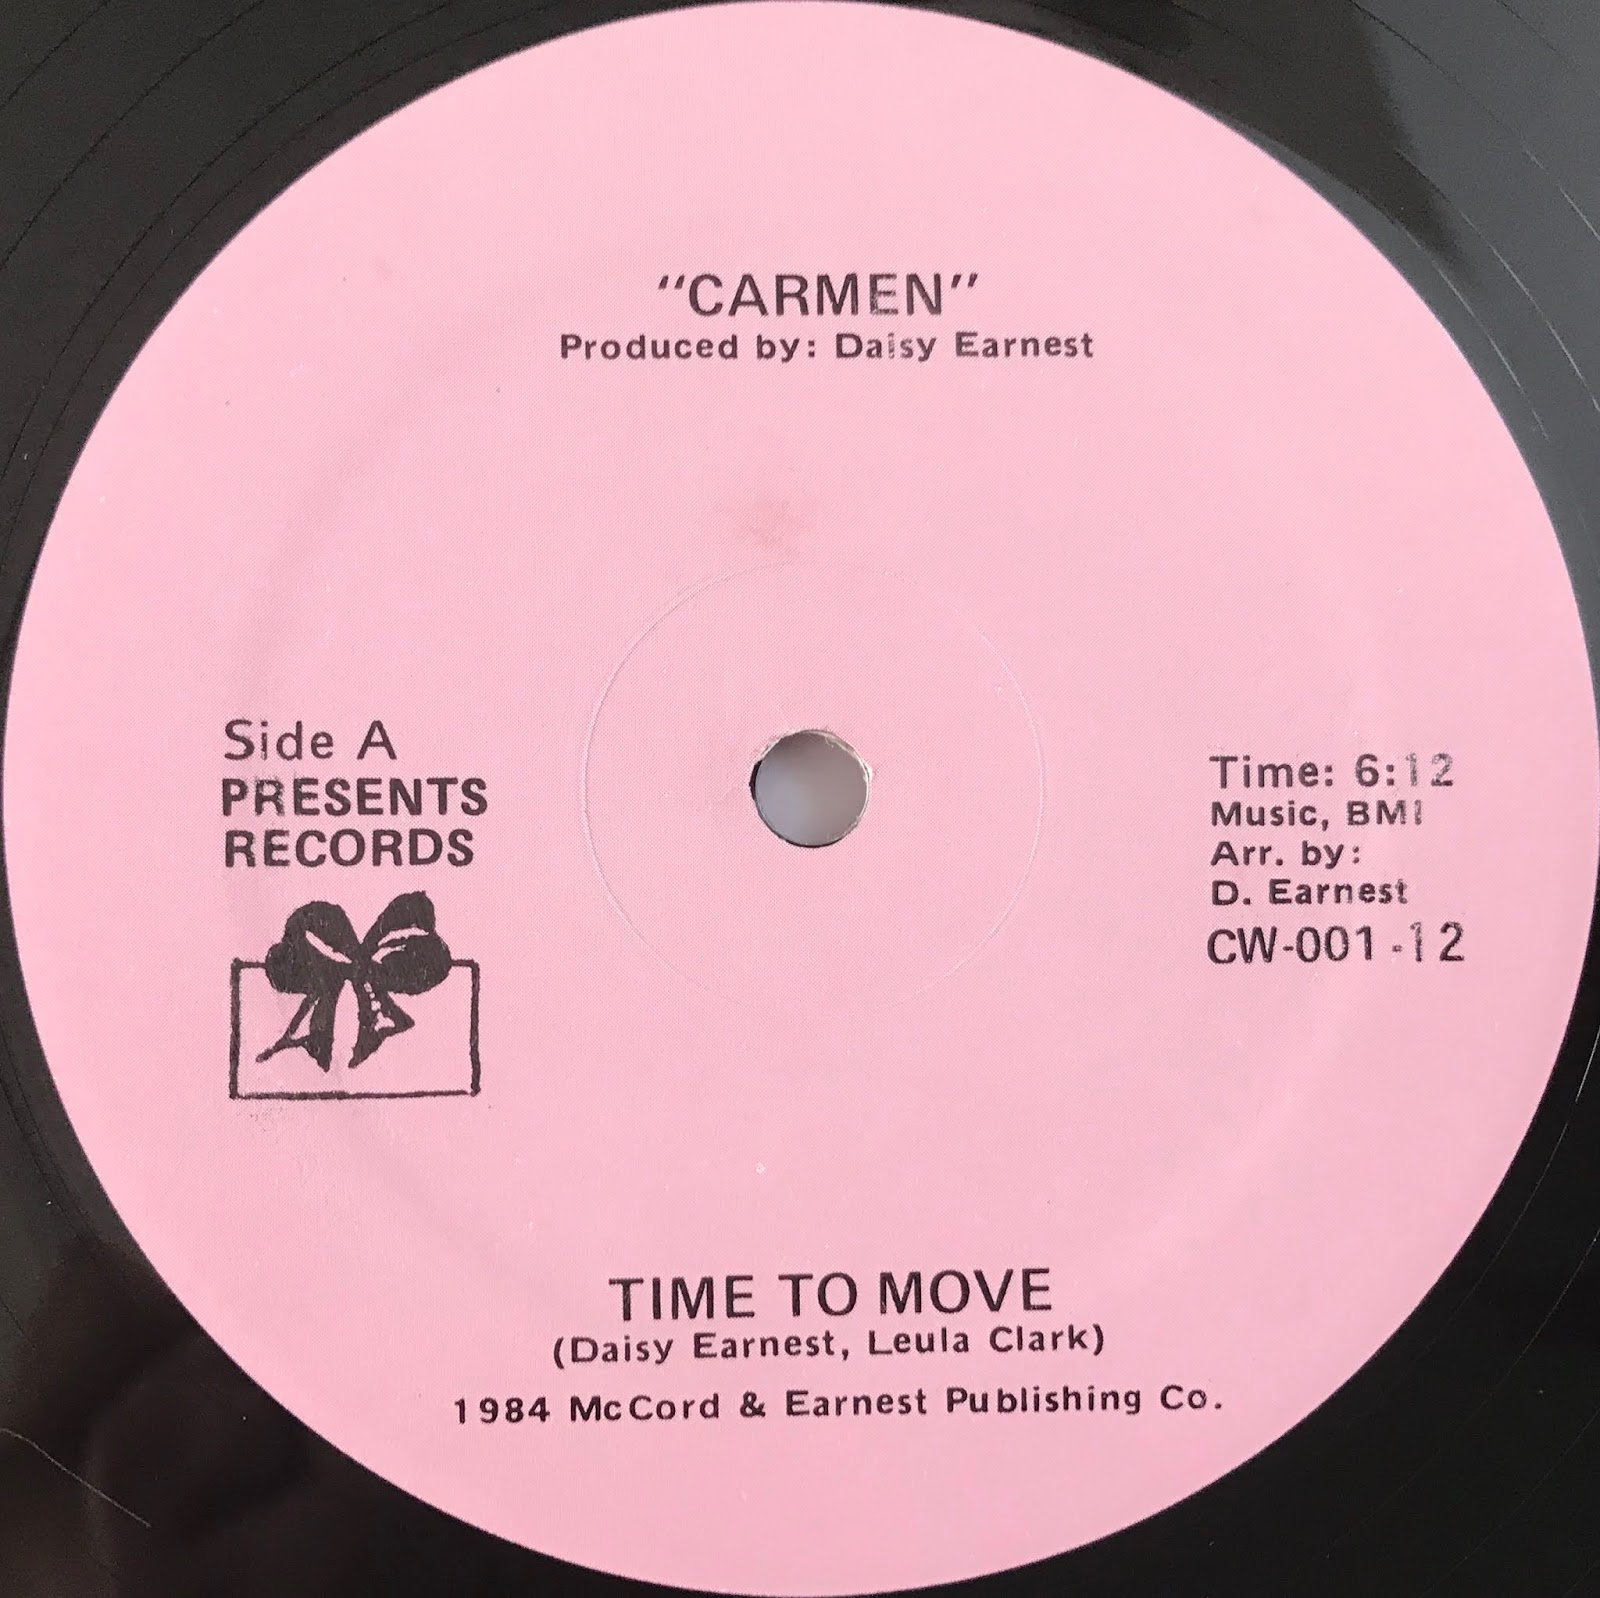 "CARMEN"
Produced by: Daisy Earnest
Side A
PRESENTS
RECORDS
Time: 6:12
Music, BMI
Arr. by:
D. Earnest
CW-001-12
TIME TO MOVE
(Daisy Earnest, Leula Clark)
1984 McCord & Earnest Publishing Co.